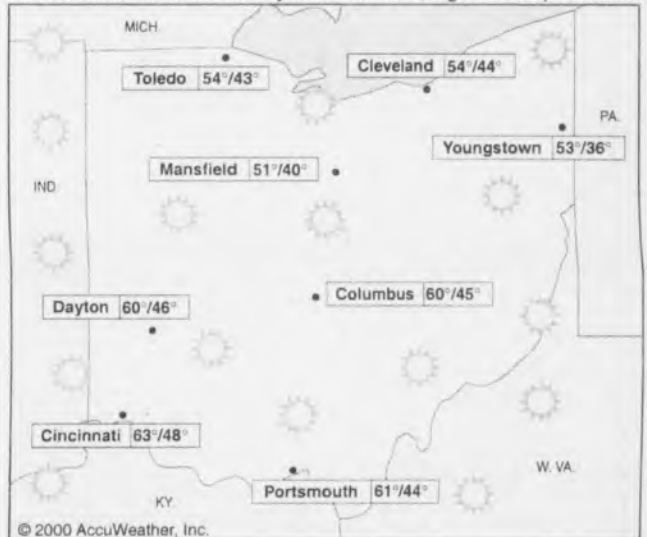 MICH.
Toledo 54°/43°
Cleveland 54°/44°
PA.
Youngstown 53°/36°
Mansfield 51°/40°
IND.
Columbus 60°/45°
Dayton 60°/46°
Cincinnati 63°/48°
W. VA.
Portsmouth 61°/44°
KY.
© 2000 AccuWeather, Inc.